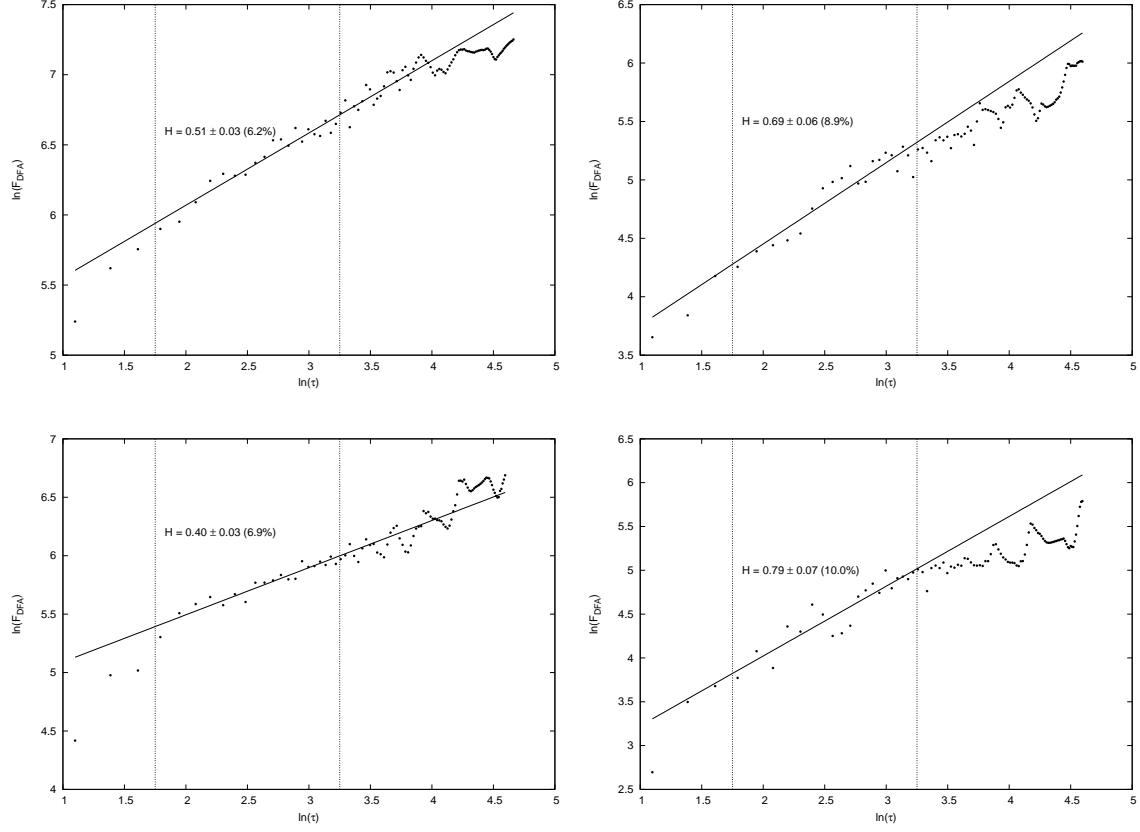 7.5
7
6.5
6
5.5
5
ln(F_DFA)
H = 0.51 ± 0.03 (6.2%)
1 1.5 2 2.5 3 3.5 4 4.5 5
ln(τ)
6.5
6
5.5
5
4.5
4
3.5
ln(F_DFA)
H = 0.69 ± 0.06 (8.9%)
1 1.5 2 2.5 3 3.5 4 4.5 5
ln(τ)
7
6.5
6
5.5
5
4.5
4
ln(F_DFA)
H = 0.40 ± 0.03 (6.9%)
1 1.5 2 2.5 3 3.5 4 4.5 5
ln(τ)
6.5
6
5.5
5
4.5
4
3.5
3
2.5
ln(F_DFA)
H = 0.79 ± 0.07 (10.0%)
1 1.5 2 2.5 3 3.5 4 4.5 5
ln(τ)